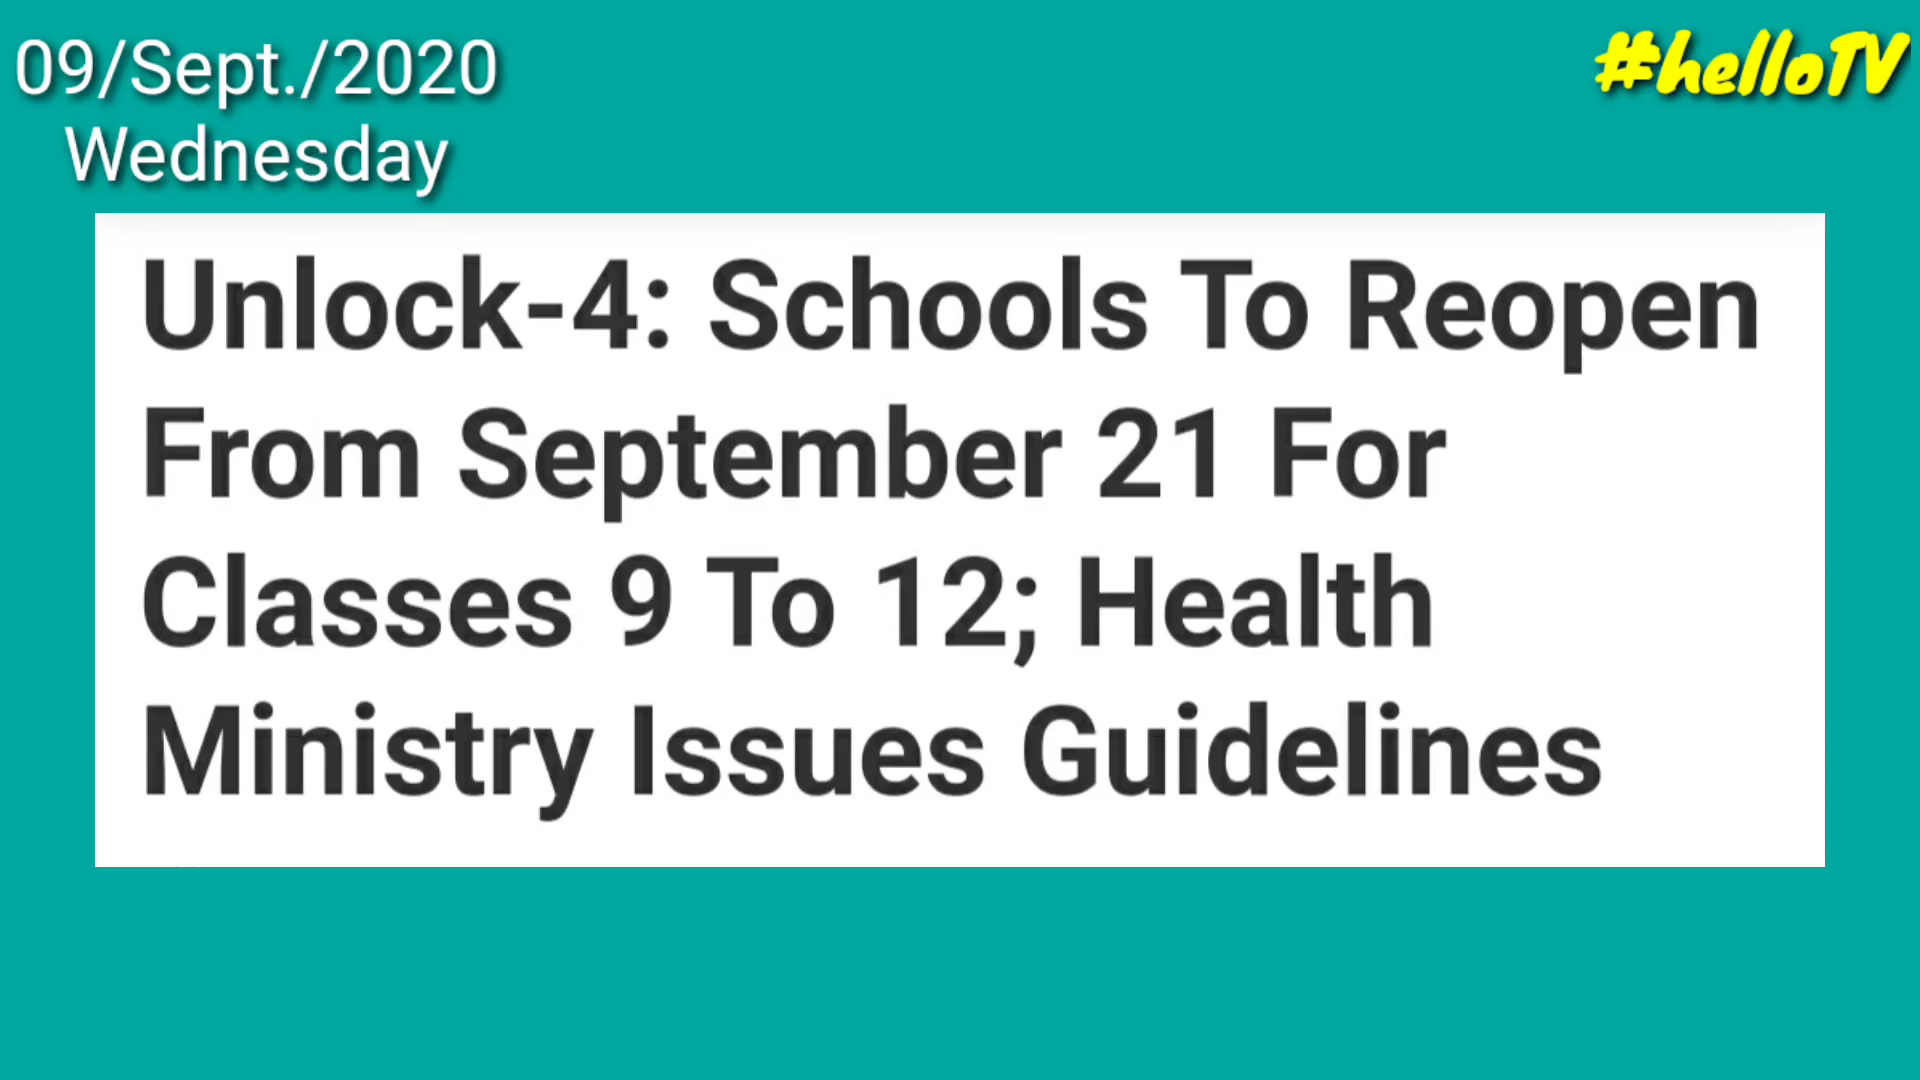 09/Sept./2020
Wednesday
#helloTV
Unlock-4: Schools To Reopen
From September 21 For
Classes 9 To 12; Health
Ministry Issues Guidelines